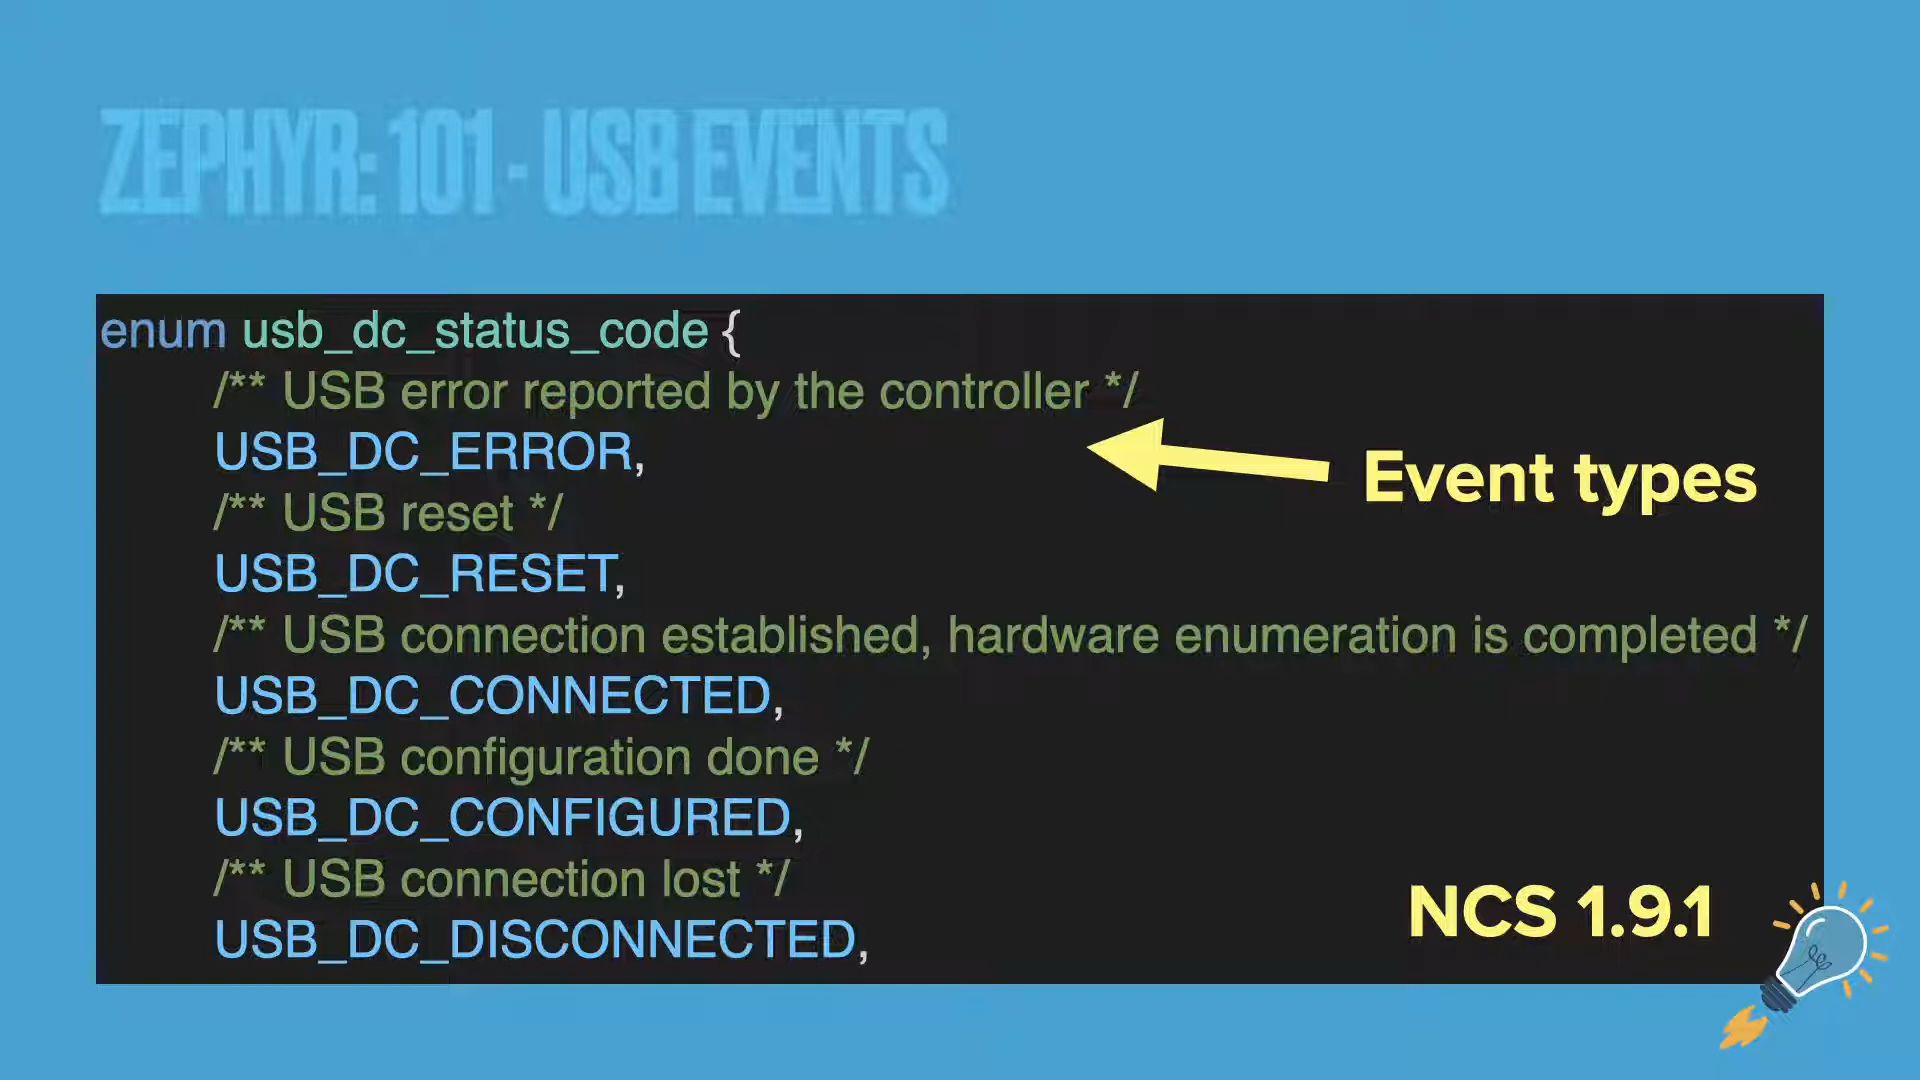 ZEPHYR: 101 - USB EVENTS
enum usb_dc_status_code {
/** USB error reported by the controller */
USB_DC_ERROR,
Event types
/** USB reset */
USB_DC_RESET,
/** USB connection established, hardware enumeration is completed */
USB_DC_CONNECTED,
/** USB configuration done */
USB_DC_CONFIGURED,
/** USB connection lost */
USB_DC_DISCONNECTED,
NCS 1.9.1